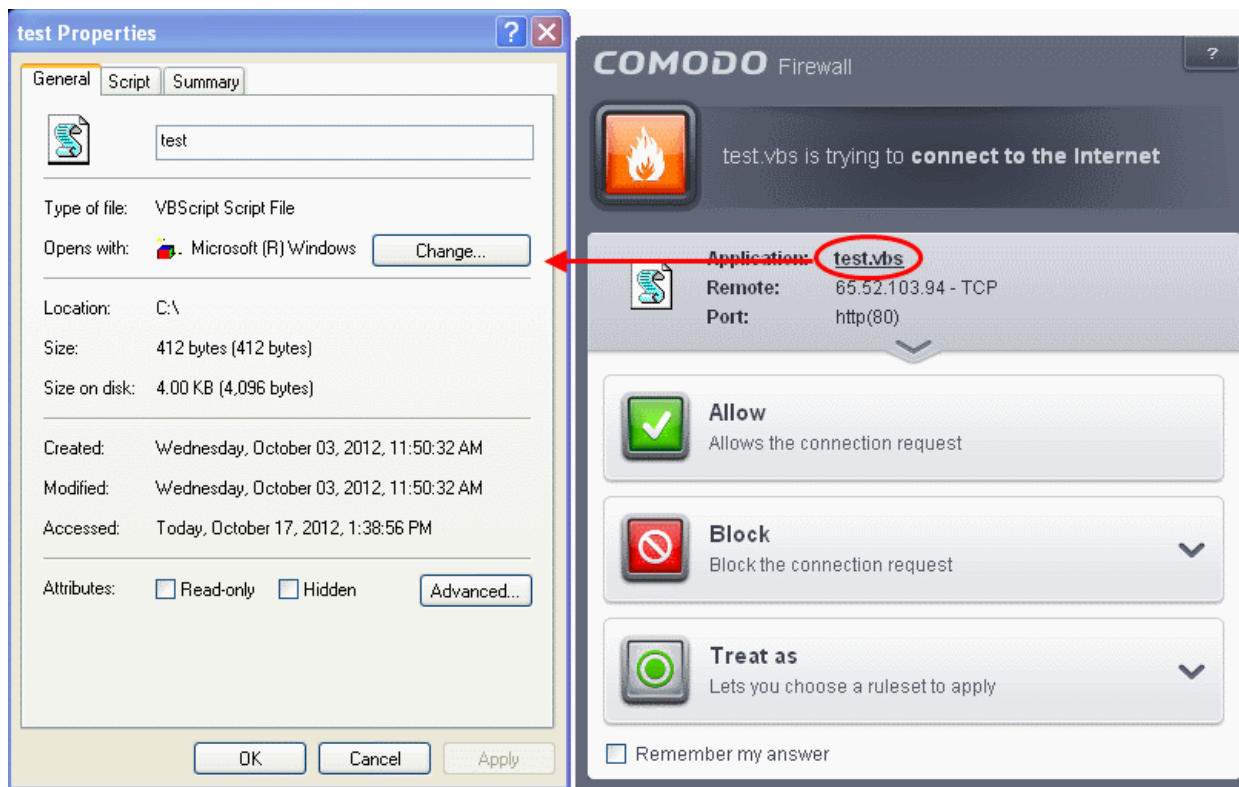 test Properties
?
General Script Summary
test
Type of file: VBScript Script File
Opens with: Microsoft (R) Windows Change...
Location: C:\
Size: 412 bytes (412 bytes)
Size on disk: 4.00 KB (4,096 bytes)
Created: Wednesday, October 03, 2012, 11:50:32 AM
Modified: Wednesday, October 03, 2012, 11:50:32 AM
Accessed: Today, October 17, 2012, 1:38:56 PM
Attributes: Read-only Hidden Advanced...
OK Cancel Apply
COMODO Firewall
?
test.vbs is trying to connect to the Internet
Application: test.vbs
Remote: 65.52.103.94 - TCP
Port: http(80)
Allow
Allows the connection request
Block
Block the connection request
Treat as
Lets you choose a ruleset to apply
Remember my answer